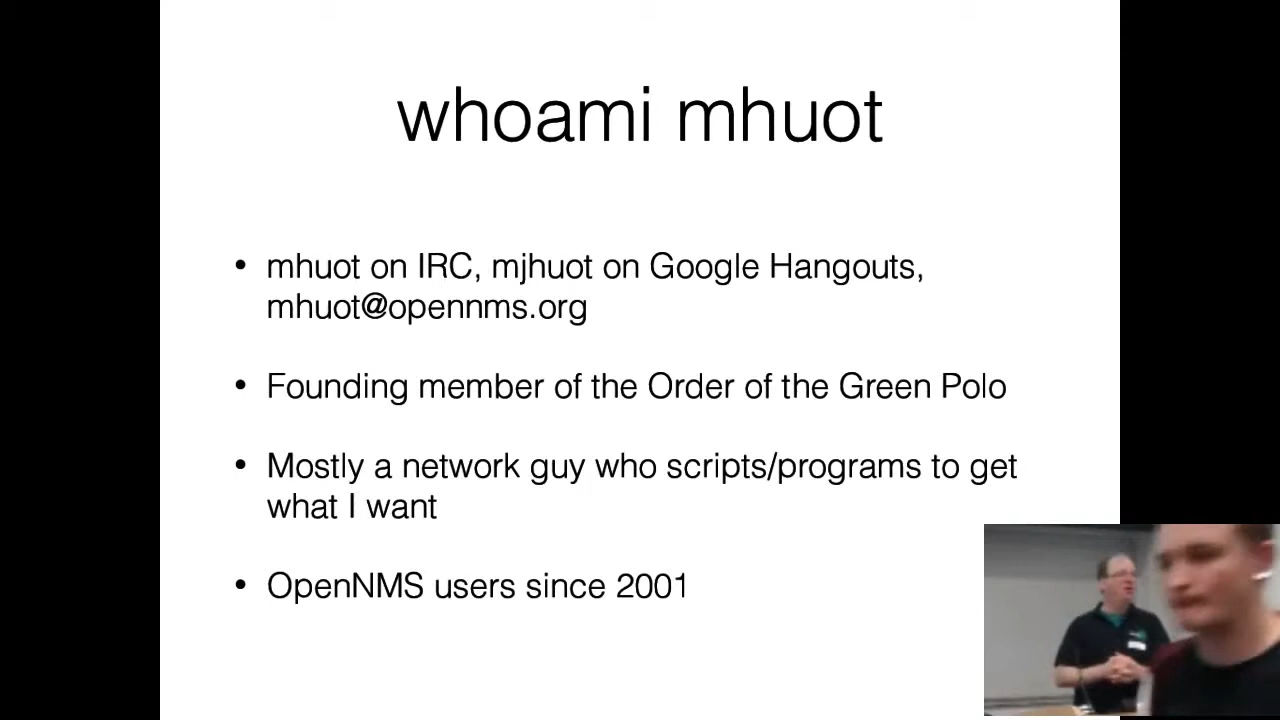 whoami mhuot
• mhuot on IRC, mjhuot on Google Hangouts,
mhuot@opennms.org
• Founding member of the Order of the Green Polo
• Mostly a network guy who scripts/programs to get
what I want
• OpenNMS users since 2001